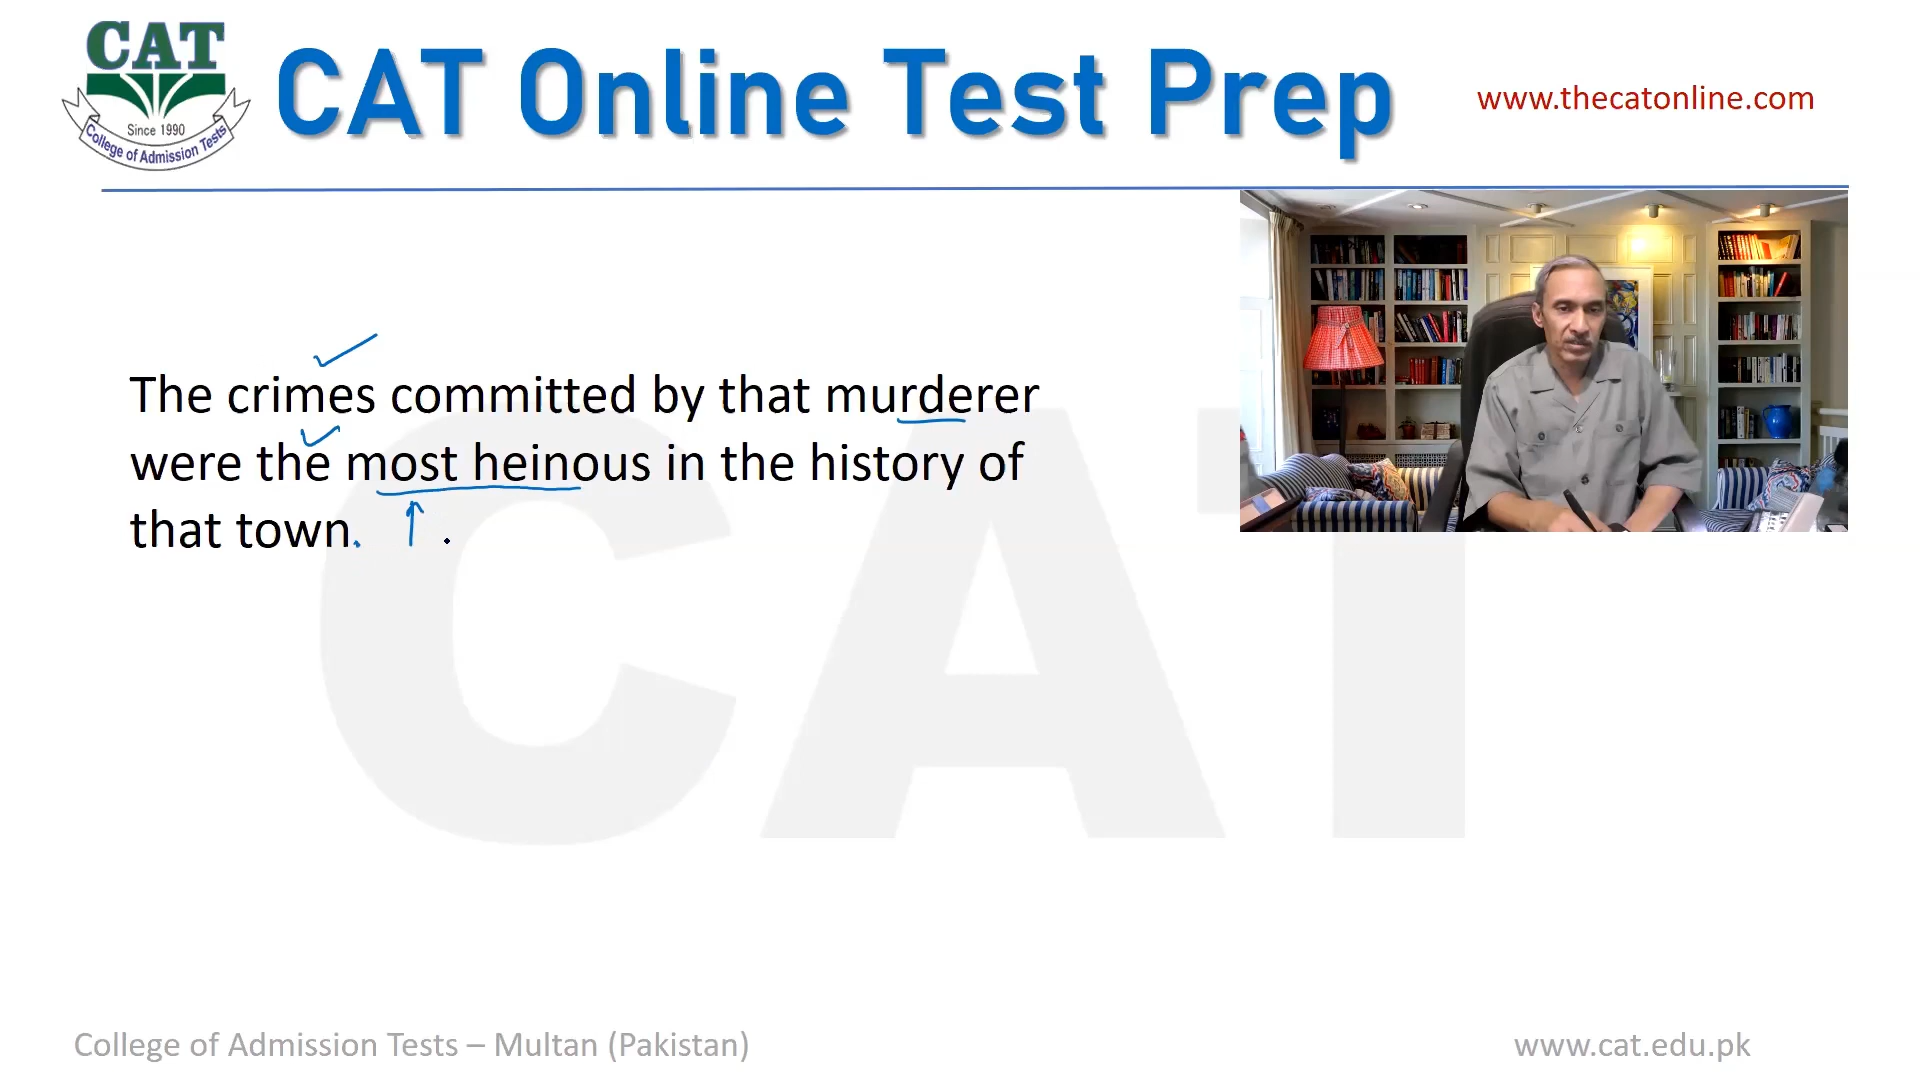 CAT
Since 1990
College of Admission Tests
CAT Online Test Prep
www.thecatonline.com
The crimes committed by that murderer
were the most heinous in the history of
that town.
CAT
College of Admission Tests – Multan (Pakistan)
www.cat.edu.pk